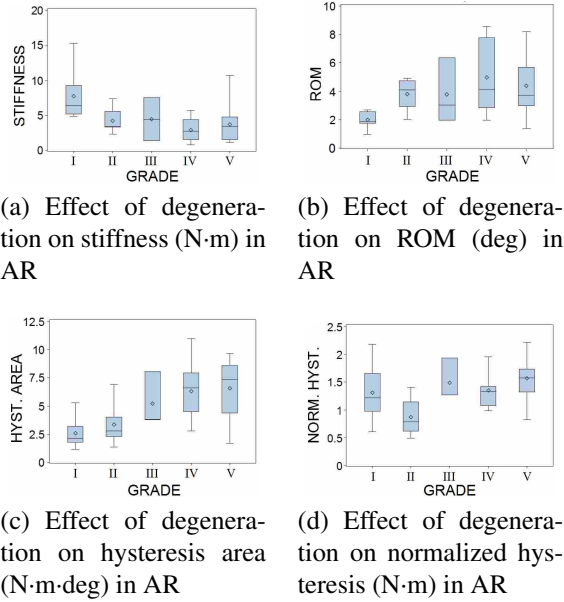 20
15
10
5
0
STIFFNESS
I II III IV V
GRADE
(a) Effect of degenera-
tion on stiffness (N·m) in
AR
10
8
6
4
2
0
ROM
I II III IV V
GRADE
(b) Effect of degenera-
tion on ROM (deg) in
AR
12.5
10
7.5
5
2.5
0
HYST. AREA
I II III IV V
GRADE
(c) Effect of degenera-
tion on hysteresis area
(N·m·deg) in AR
2.5
2
1.5
1
0.5
0
NORM. HYST.
I II III IV V
GRADE
(d) Effect of degenera-
tion on normalized hys-
teresis (N·m) in AR